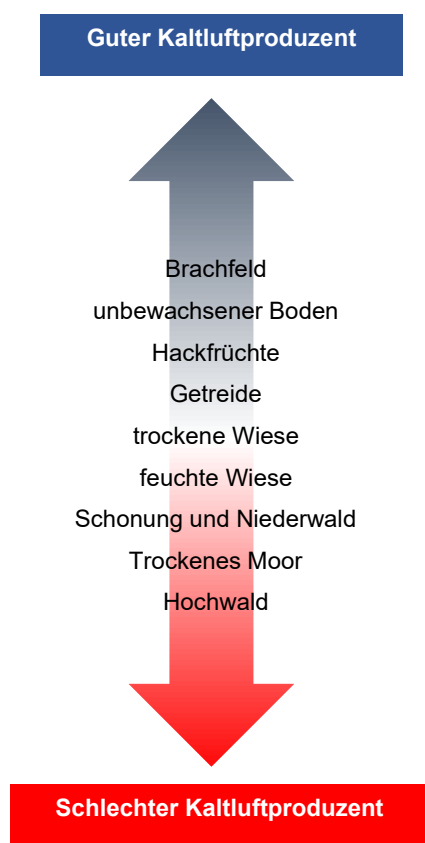 Guter Kaltluftproduzent
Brachfeld
unbewachsener Boden
Hackfrüchte
Getreide
trockene Wiese
feuchte Wiese
Schonung und Niederwald
Trockenes Moor
Hochwald
Schlechter Kaltluftproduzent